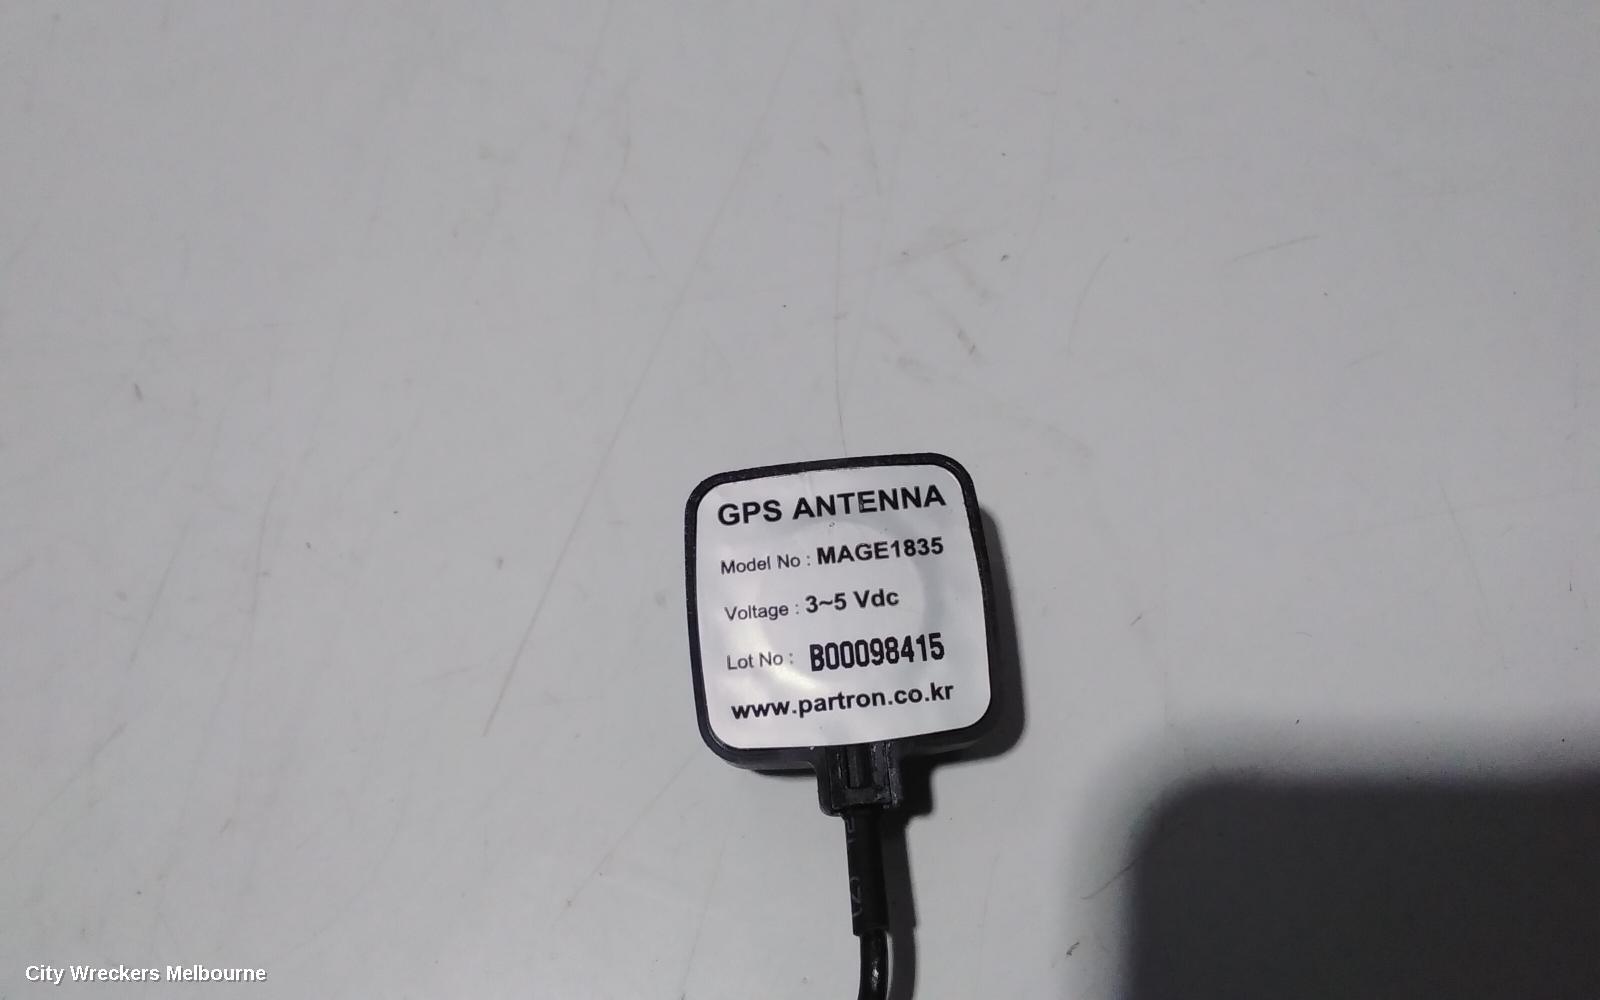 GPS ANTENNA
Model No : MAGE1835
Voltage : 3~5 Vdc
Lot No : B00098415
www.partron.co.kr
City Wreckers Melbourne